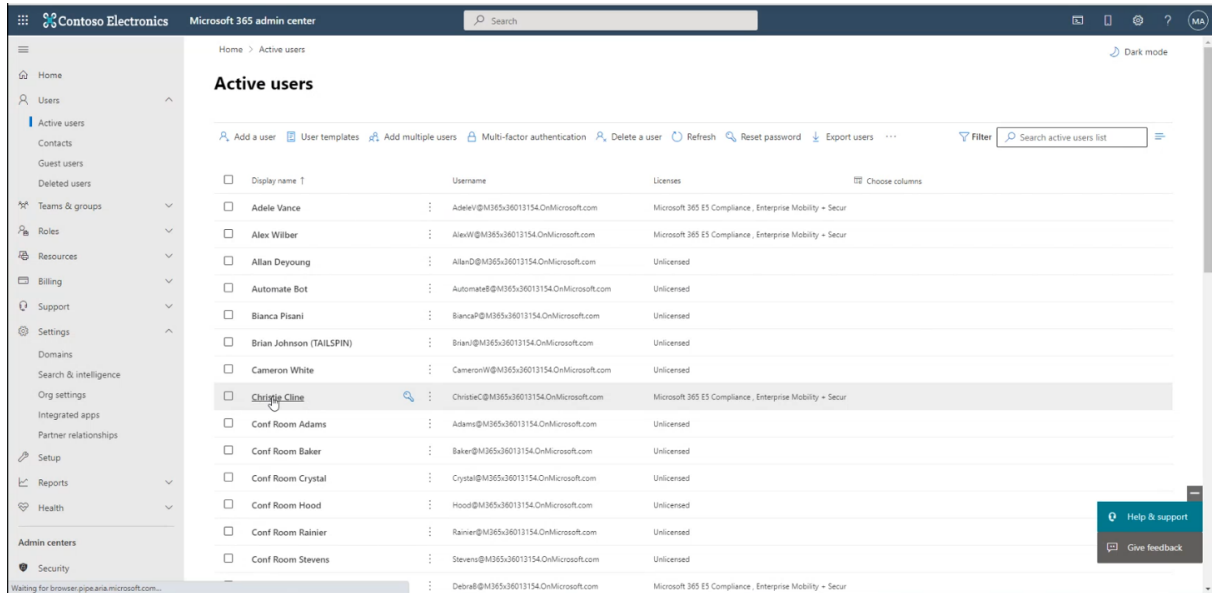 Contoso Electronics Microsoft 365 admin center Search MA
Home > Active users Dark mode
Active users
Home
Users
Active users
Contacts
Guest users
Deleted users
Teams & groups
Roles
Resources
Billing
Support
Settings
Domains
Search & intelligence
Org settings
Integrated apps
Partner relationships
Setup
Reports
Health
Admin centers
Security
Waiting for browser.pipe.aria.microsoft.com...
Add a user User templates Add multiple users Multi-factor authentication Delete a user Refresh Reset password Export users ... Filter Search active users list
Display name ↑ Username Licenses Choose columns
Adele Vance AdeleV@M365x36013154.OnMicrosoft.com Microsoft 365 E5 Compliance , Enterprise Mobility + Secur
Alex Wilber AlexW@M365x36013154.OnMicrosoft.com Microsoft 365 E5 Compliance , Enterprise Mobility + Secur
Allan Deyoung AllanD@M365x36013154.OnMicrosoft.com Unlicensed
Automate Bot AutomateB@M365x36013154.OnMicrosoft.com Unlicensed
Bianca Pisani BiancaP@M365x36013154.OnMicrosoft.com Unlicensed
Brian Johnson (TAILSPIN) BrianJ@M365x36013154.OnMicrosoft.com Unlicensed
Cameron White CameronW@M365x36013154.OnMicrosoft.com Unlicensed
Christie Cline ChristieC@M365x36013154.OnMicrosoft.com Microsoft 365 E5 Compliance , Enterprise Mobility + Secur
Conf Room Adams Adams@M365x36013154.OnMicrosoft.com Unlicensed
Conf Room Baker Baker@M365x36013154.OnMicrosoft.com Unlicensed
Conf Room Crystal Crystal@M365x36013154.OnMicrosoft.com Unlicensed
Conf Room Hood Hood@M365x36013154.OnMicrosoft.com Unlicensed
Conf Room Rainier Rainier@M365x36013154.OnMicrosoft.com Unlicensed
Conf Room Stevens Stevens@M365x36013154.OnMicrosoft.com Unlicensed
DebraB@M365x36013154.OnMicrosoft.com Microsoft 365 E5 Compliance , Enterprise Mobility + Secur
Help & support
Give feedback